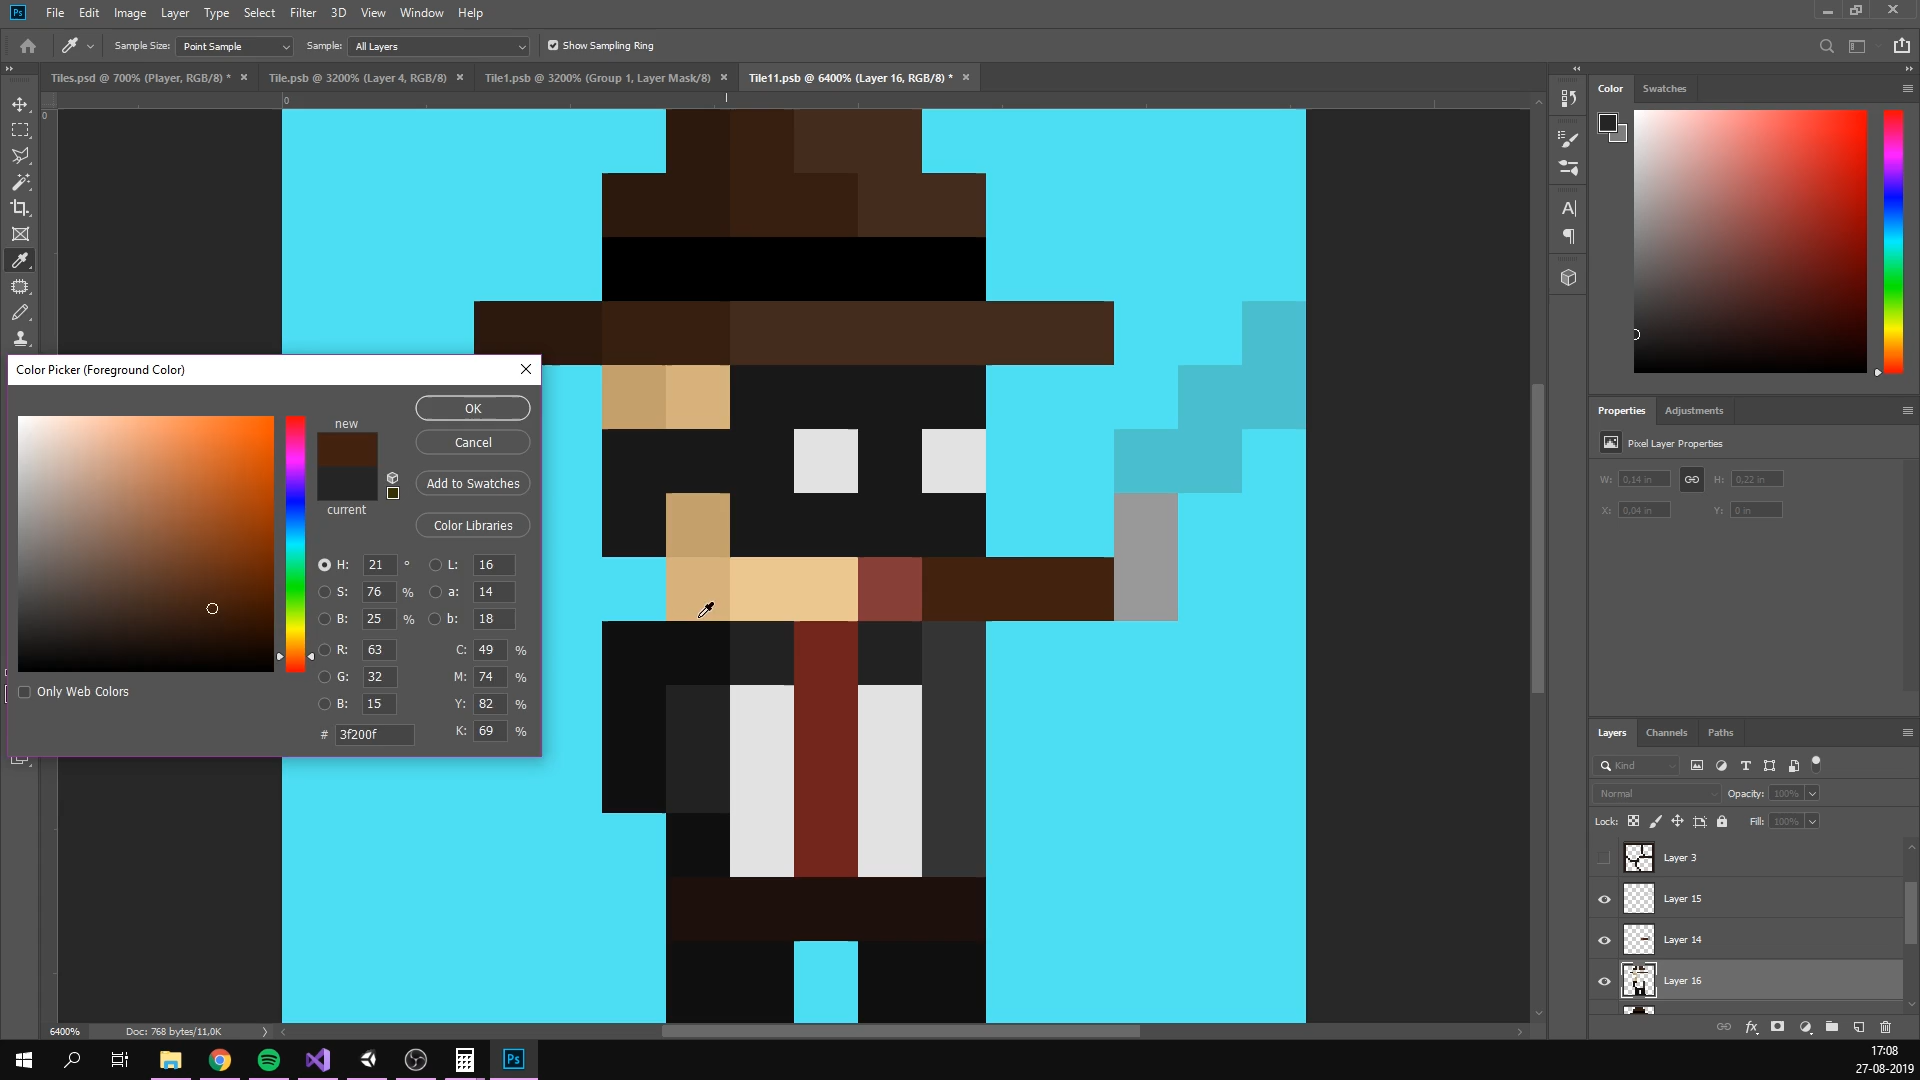 Ps File Edit Image Layer Type Select Filter 3D View Window Help
Sample Size: Point Sample Sample: All Layers Show Sampling Ring
Tiles.psd @ 700% (Player, RGB/8) * × Tile.psb @ 3200% (Layer 4, RGB/8) × Tile1.psb @ 3200% (Group 1, Layer Mask/8) × Tile11.psb @ 6400% (Layer 16, RGB/8) * ×
0
0
Color Swatches
Color Picker (Foreground Color)
new
current
OK
Cancel
Add to Swatches
Color Libraries
H: 21 ° L: 16
S: 76 % a: 14
B: 25 % b: 18
R: 63 C: 49 %
G: 32 M: 74 %
B: 15 Y: 82 %
# 3f200f K: 69 %
Only Web Colors
Properties Adjustments
Pixel Layer Properties
W: 0,14 in H: 0,22 in
X: 0,04 in Y: 0 in
Layers Channels Paths
Kind
Normal Opacity: 100%
Lock: Fill: 100%
Layer 3
Layer 15
Layer 14
Layer 16
fx
6400% Doc: 768 bytes/11,0K
Ps
17:08
27-08-2019